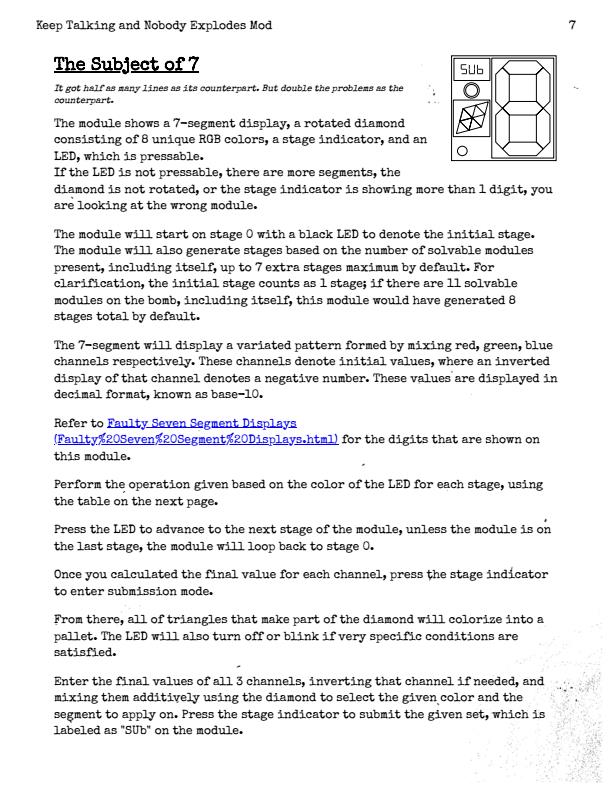 Keep Talking and Nobody Explodes Mod 7
The Subject of 7
It got half as many lines as its counterpart. But double the problems as the
counterpart.
SUb
The module shows a 7-segment display, a rotated diamond
consisting of 8 unique RGB colors, a stage indicator, and an
LED, which is pressable.
If the LED is not pressable, there are more segments, the
diamond is not rotated, or the stage indicator is showing more than 1 digit, you
are looking at the wrong module.
The module will start on stage 0 with a black LED to denote the initial stage.
The module will also generate stages based on the number of solvable modules
present, including itself, up to 7 extra stages maximum by default. For
clarification, the initial stage counts as 1 stage; if there are 11 solvable
modules on the bomb, including itself, this module would have generated 8
stages total by default.
The 7-segment will display a variated pattern formed by mixing red, green, blue
channels respectively. These channels denote initial values, where an inverted
display of that channel denotes a negative number. These values are displayed in
decimal format, known as base-10.
Refer to Faulty Seven Segment Displays
(Faulty%20Seven%20Segment%20Displays.html) for the digits that are shown on
this module.
Perform the operation given based on the color of the LED for each stage, using
the table on the next page.
Press the LED to advance to the next stage of the module, unless the module is on
the last stage, the module will loop back to stage 0.
Once you calculated the final value for each channel, press the stage indicator
to enter submission mode.
From there, all of triangles that make part of the diamond will colorize into a
pallet. The LED will also turn off or blink if very specific conditions are
satisfied.
Enter the final values of all 3 channels, inverting that channel if needed, and
mixing them additively using the diamond to select the given color and the
segment to apply on. Press the stage indicator to submit the given set, which is
labeled as "SUb" on the module.